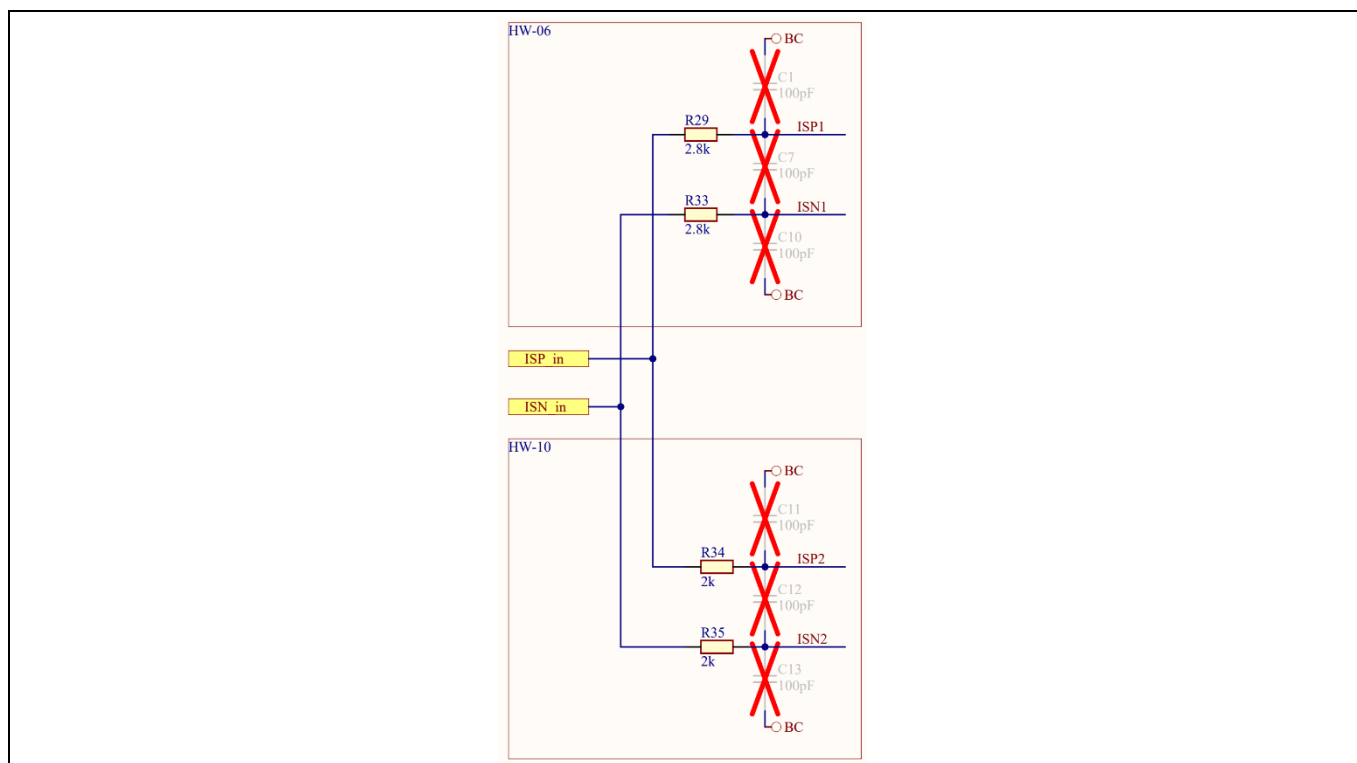 HW-06
BC
C1
100pF
R29
ISP1
2.8k
C7
100pF
R33
ISN1
2.8k
C10
100pF
BC
ISP_in
ISN_in
HW-10
BC
C11
100pF
R34
ISP2
2k
C12
100pF
R35
ISN2
2k
C13
100pF
BC